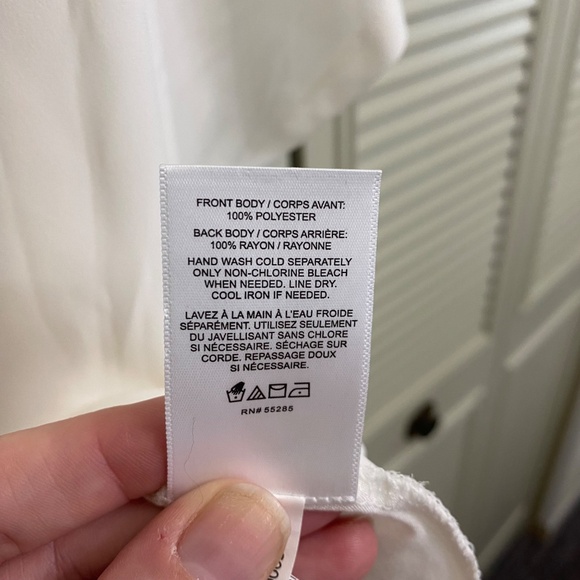 FRONT BODY / CORPS AVANT:
100% POLYESTER
BACK BODY / CORPS ARRIÈRE:
100% RAYON / RAYONNE
HAND WASH COLD SEPARATELY
ONLY NON-CHLORINE BLEACH
WHEN NEEDED. LINE DRY.
COOL IRON IF NEEDED.
LAVEZ À LA MAIN À L'EAU FROIDE
SÉPARÉMENT. UTILISEZ SEULEMENT
DU JAVELLISANT SANS CHLORE
SI NÉCESSAIRE. SÉCHAGE SUR
CORDE. REPASSAGE DOUX
SI NÉCESSAIRE.
RN# 55285